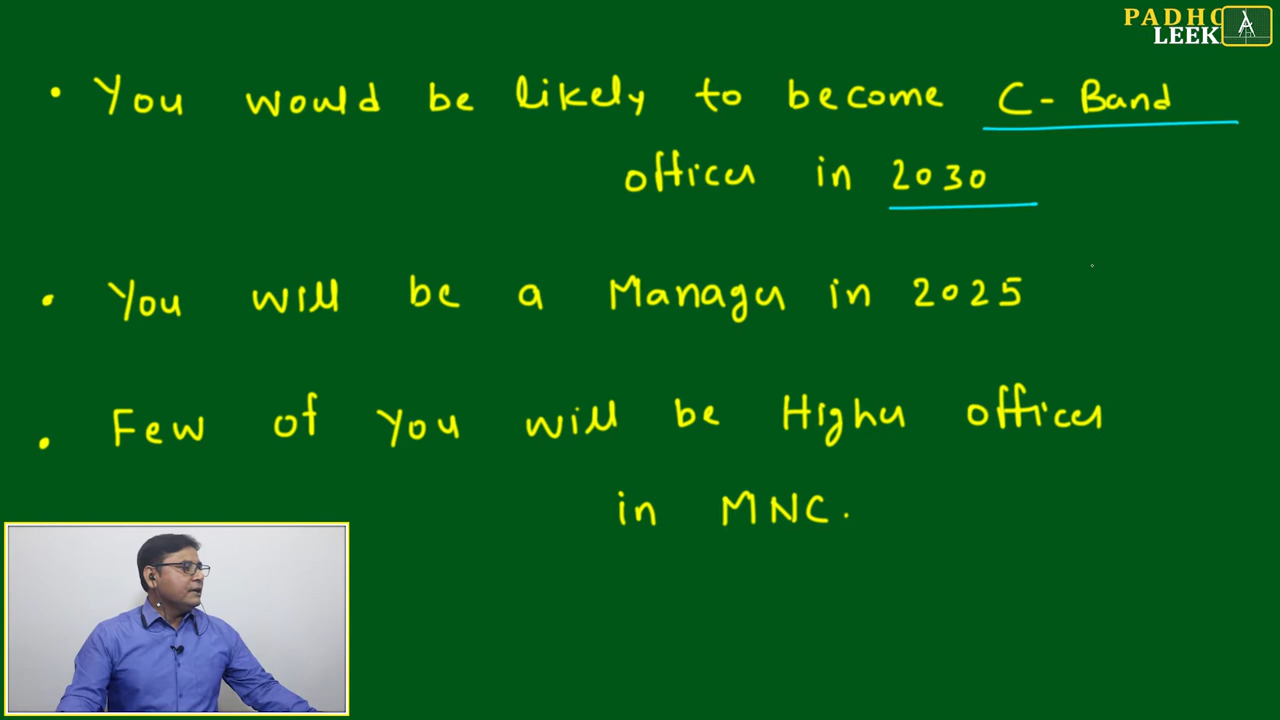 PADHO
LEEK
• You would be likely to become C- Band
officer in 2030
• You will be a Manager in 2025
• Few of You will be Higher officer
in MNC.